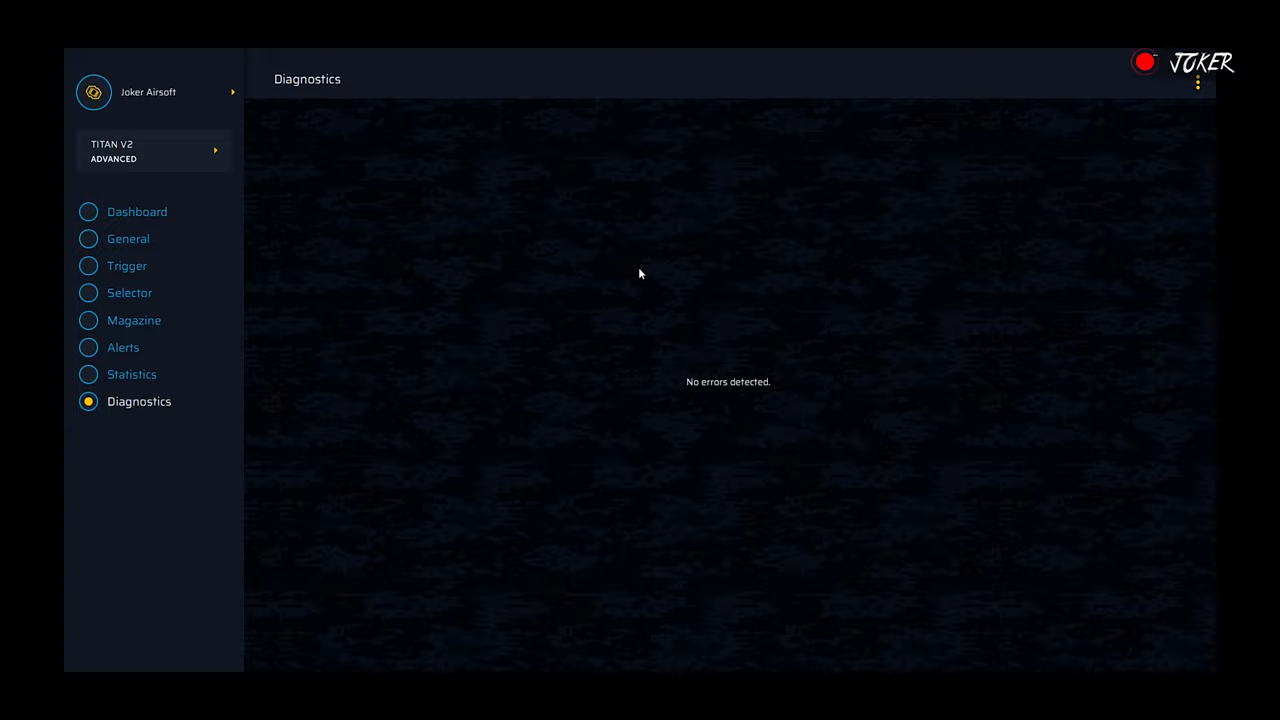 JOKER
Joker Airsoft
Diagnostics
TITAN V2
ADVANCED
Dashboard
General
Trigger
Selector
Magazine
Alerts
Statistics
Diagnostics
No errors detected.